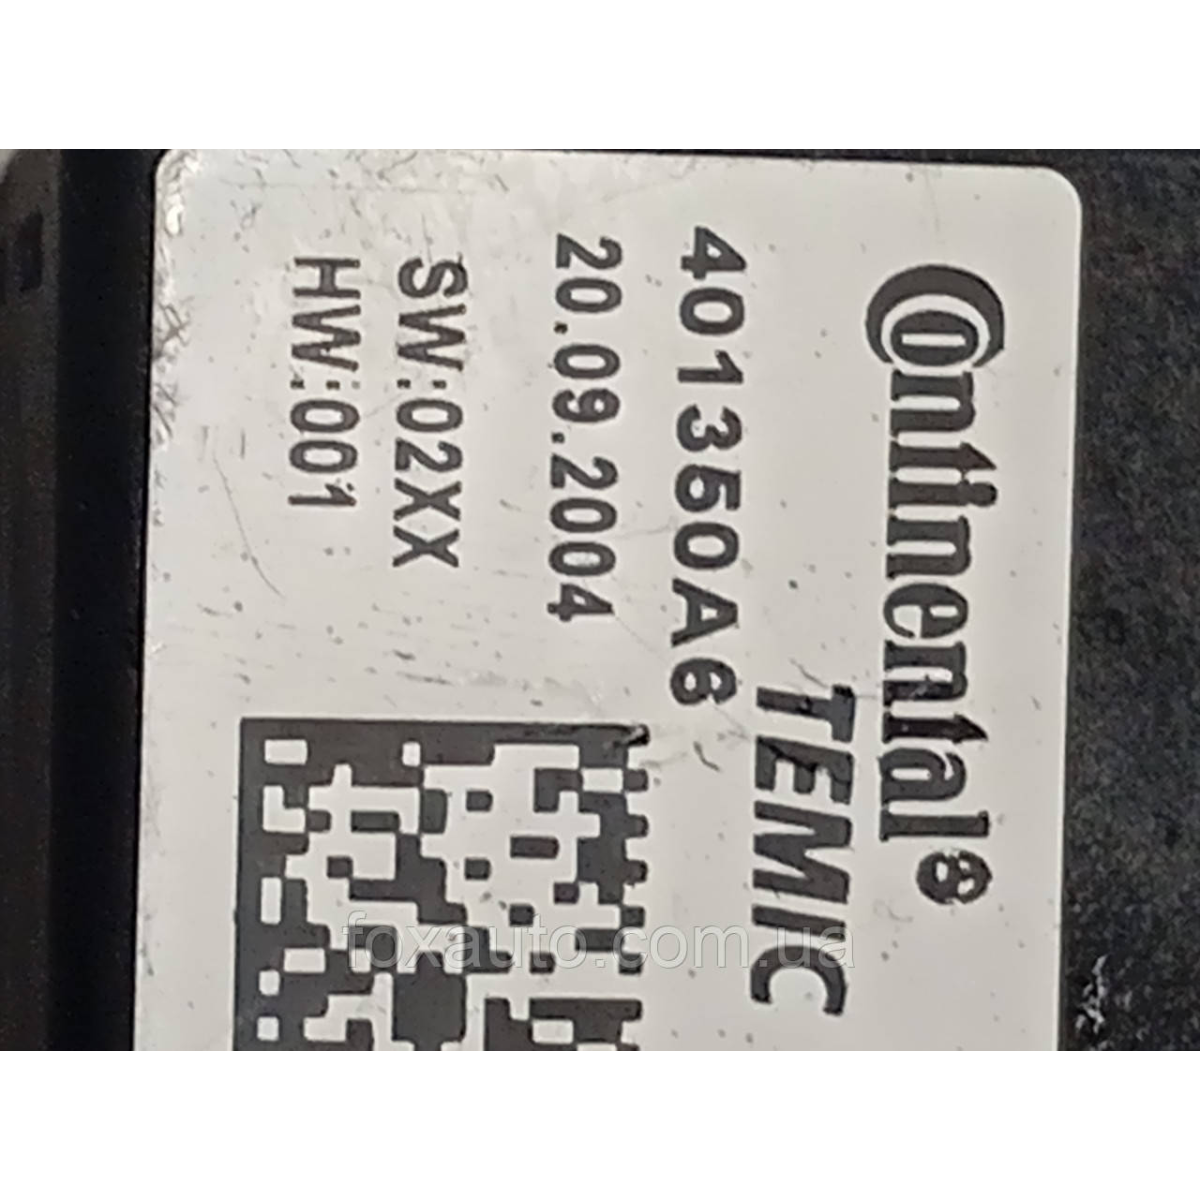 Continental
TEMIC
401350A6
20.09.2004
SW:02XX
HW:001
foxauto.com.ua